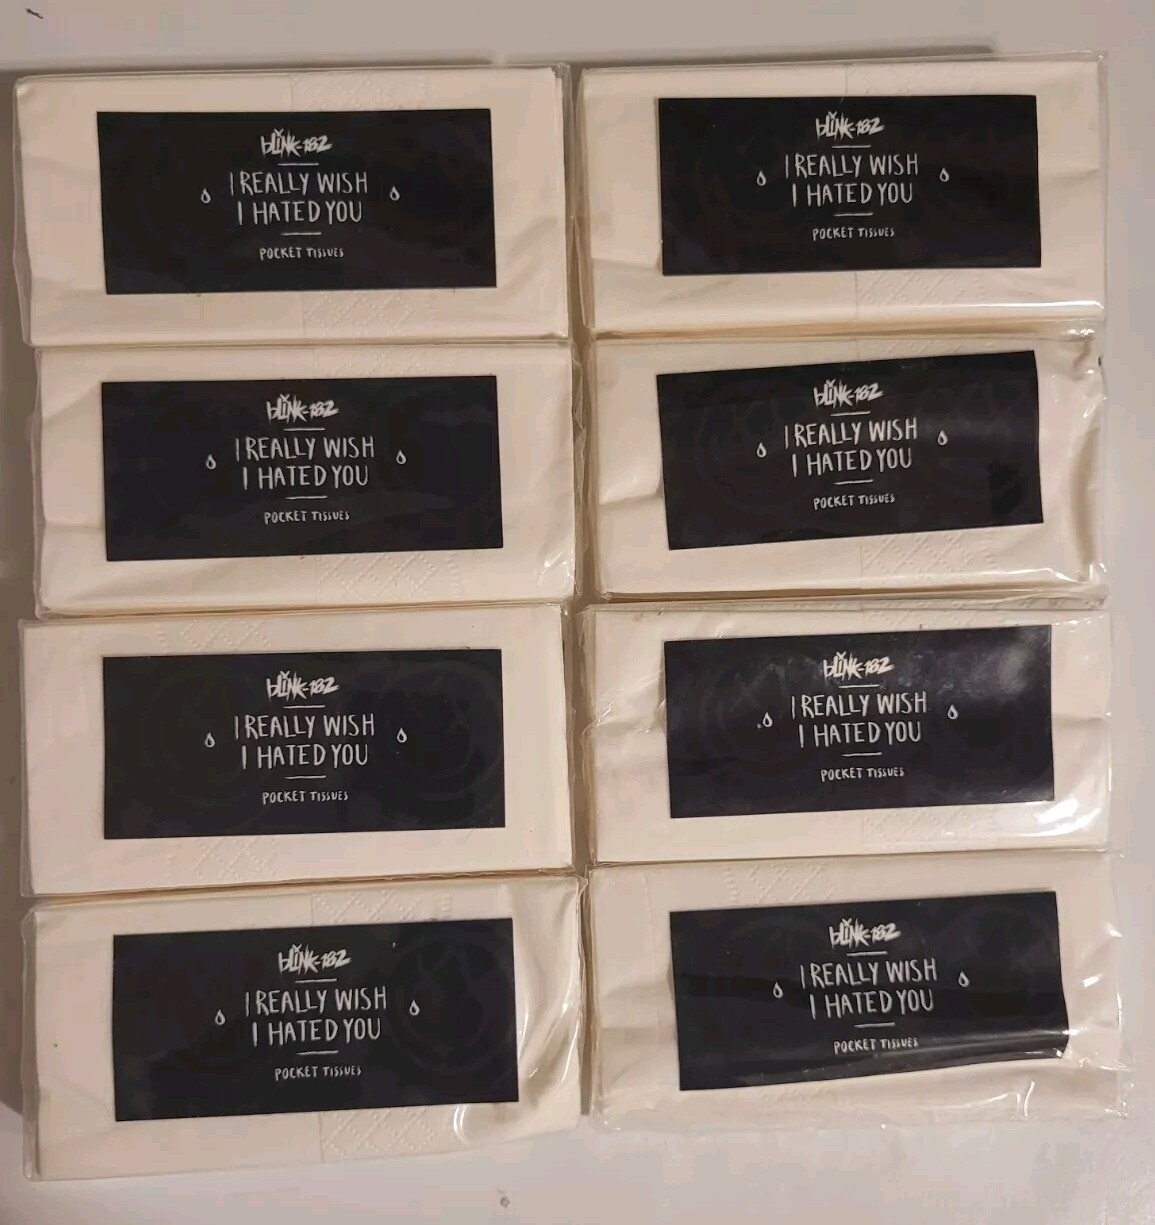 blink-182
I REALLY WISH
I HATED YOU
POCKET TISSUES
blink-182
I REALLY WISH
I HATED YOU
POCKET TISSUES
blink-182
I REALLY WISH
I HATED YOU
POCKET TISSUES
blink-182
I REALLY WISH
I HATED YOU
POCKET TISSUES
blink-182
I REALLY WISH
I HATED YOU
POCKET TISSUES
blink-182
I REALLY WISH
I HATED YOU
POCKET TISSUES
blink-182
I REALLY WISH
I HATED YOU
POCKET TISSUES
blink-182
I REALLY WISH
I HATED YOU
POCKET TISSUES